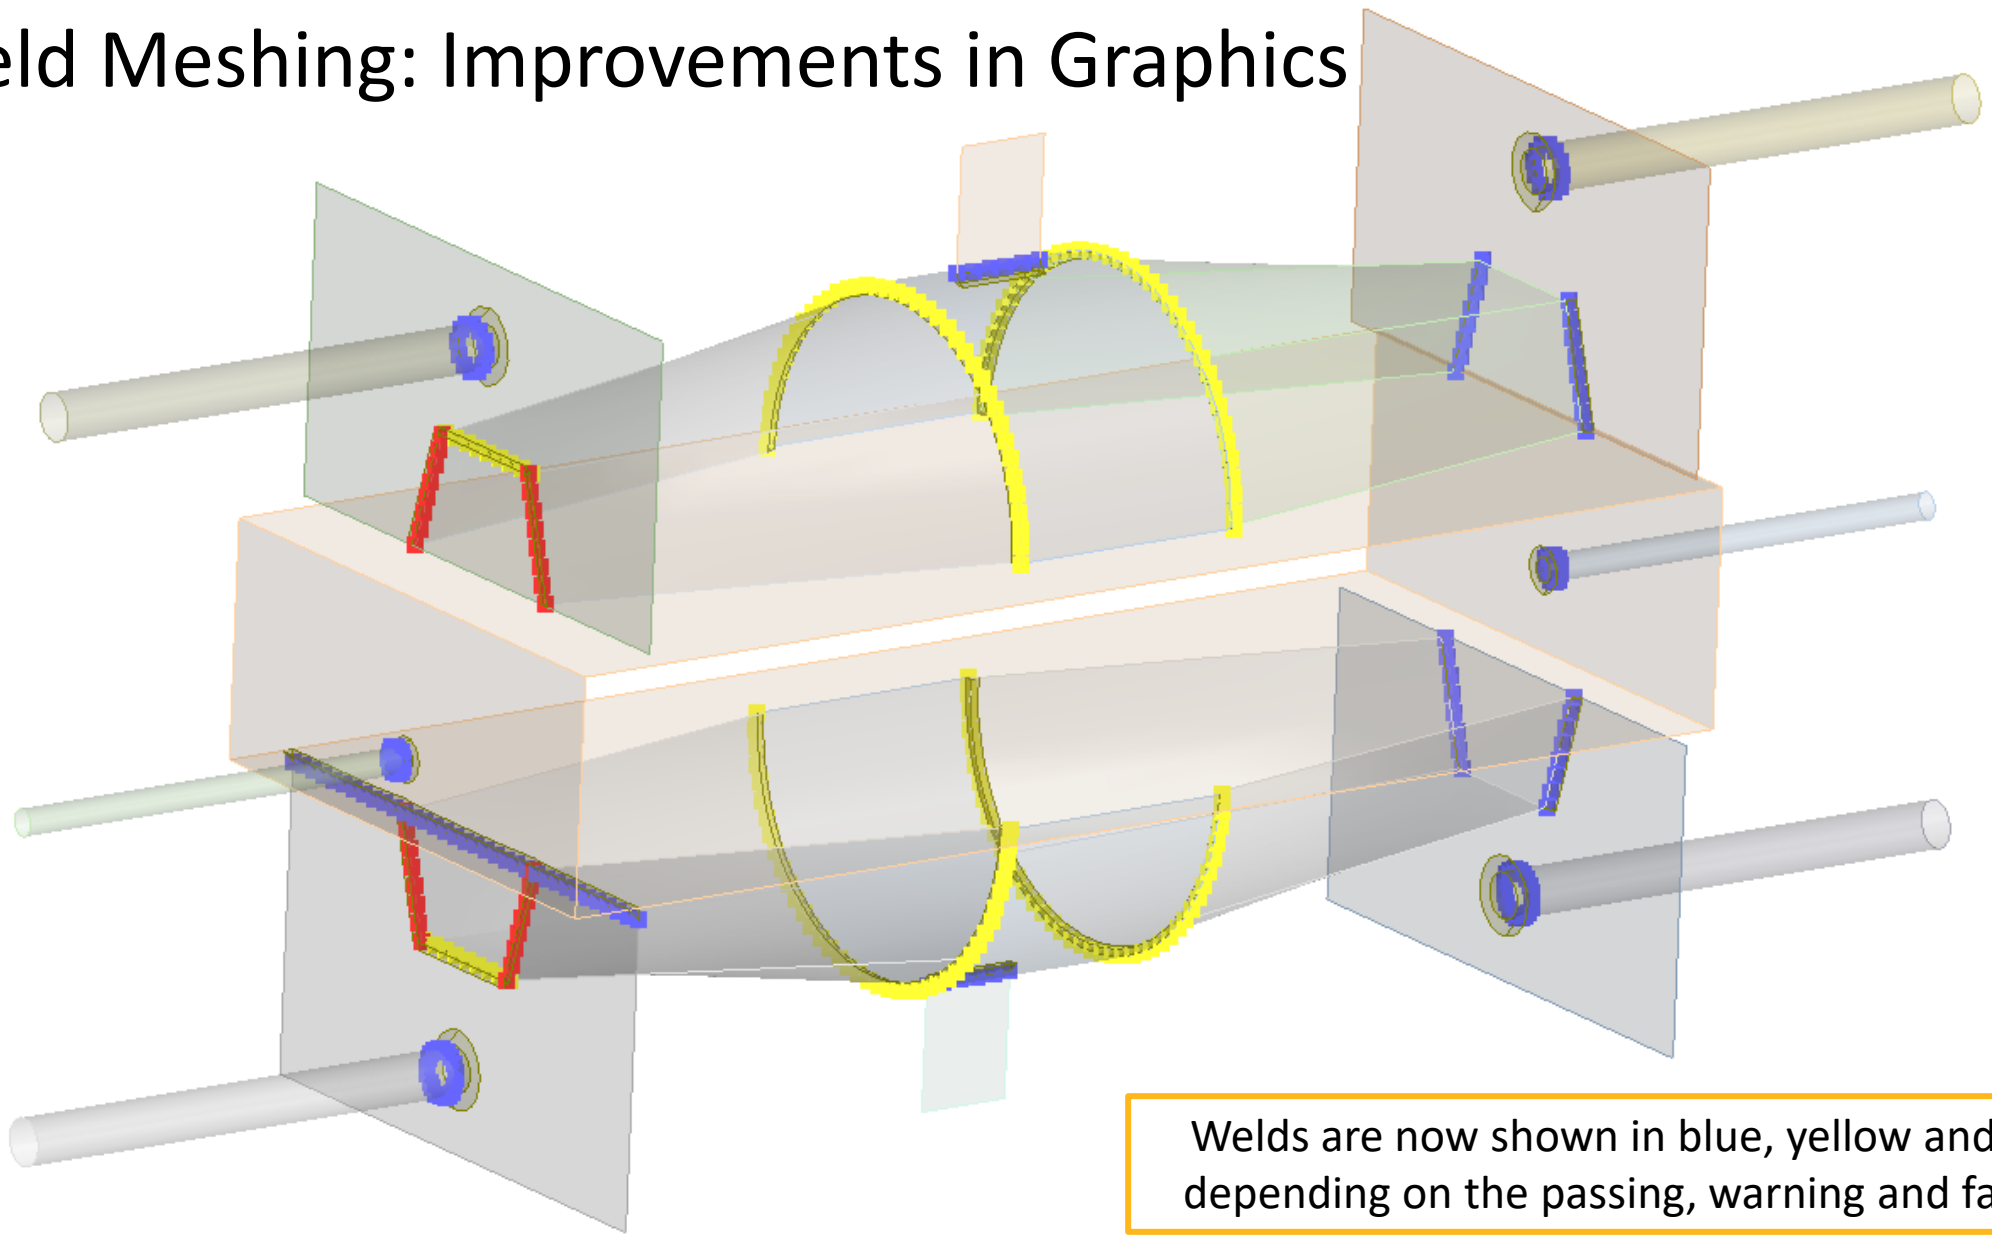 eld Meshing: Improvements in Graphics
Welds are now shown in blue, yellow and
depending on the passing, warning and fa